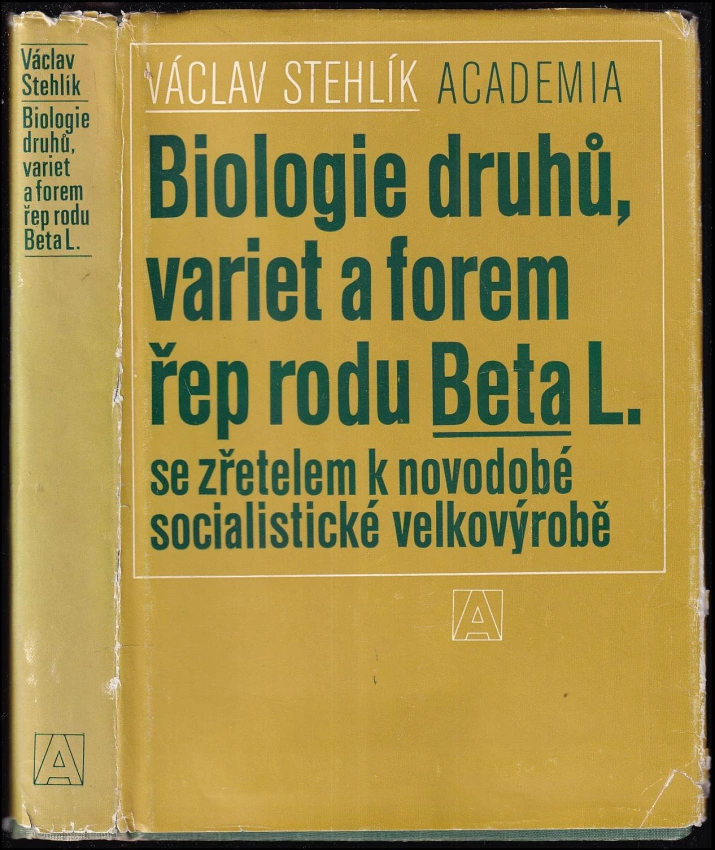 Václav
Stehlík
Biologie
druhů,
variet
a forem
řep rodu
Beta L.
A
VÁCLAV STEHLÍK ACADEMIA
Biologie druhů,
variet a forem
řep rodu Beta L.
se zřetelem k novodobé
socialistické velkovýrobě
A